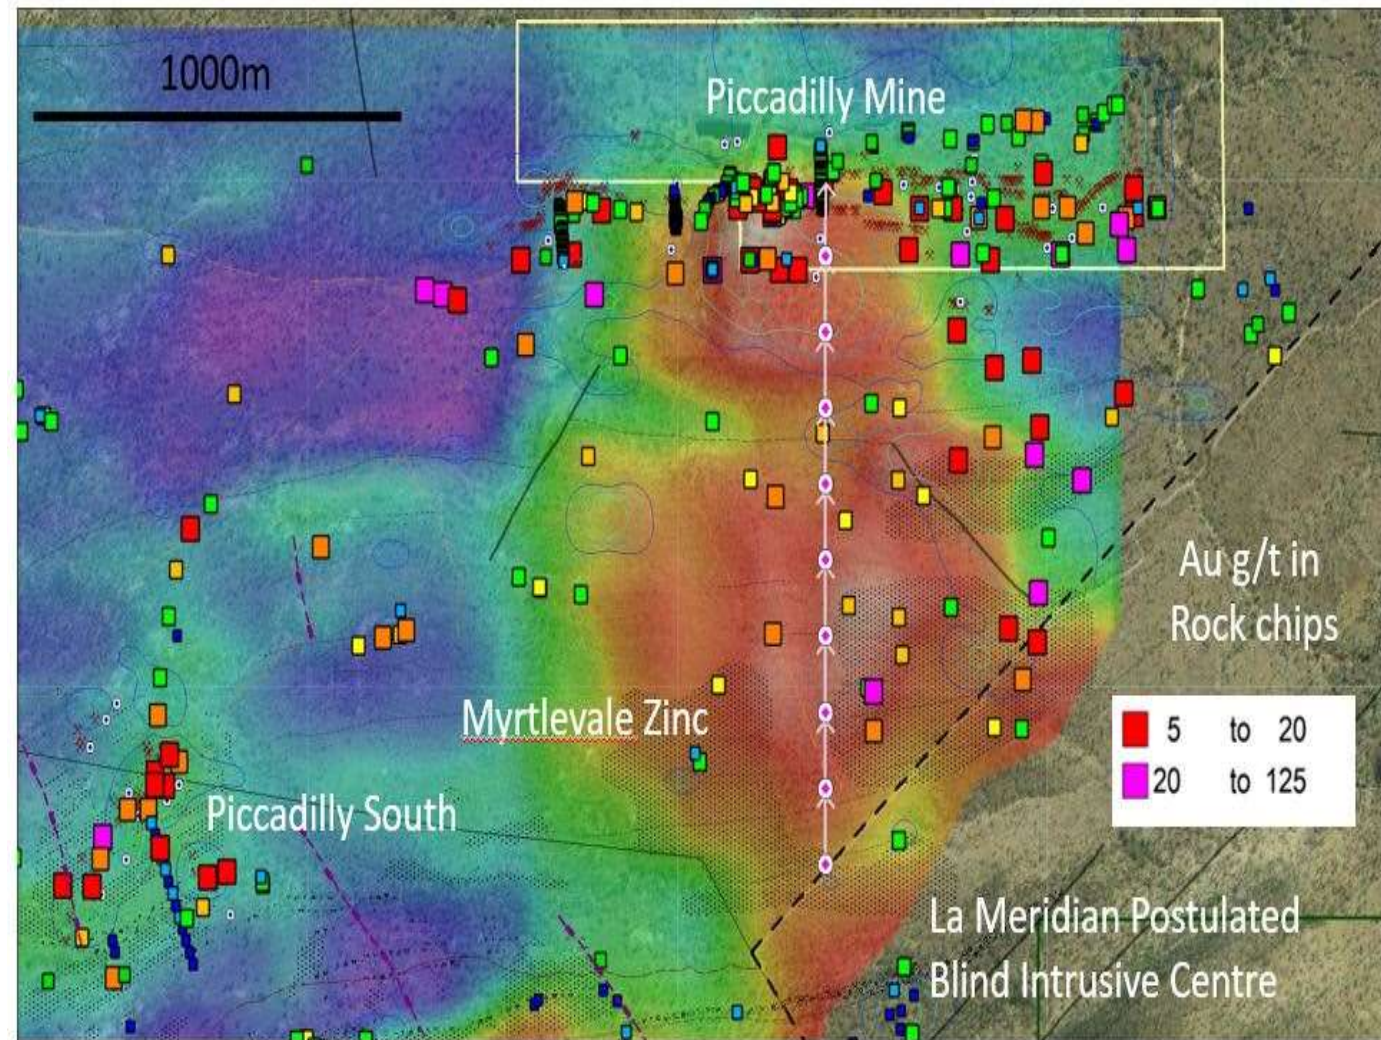 1000m
Piccadilly Mine
Au g/t in
Rock chips
Myrtlevale Zinc
5 to 20
20 to 125
Piccadilly South
La Meridian Postulated
Blind Intrusive Centre